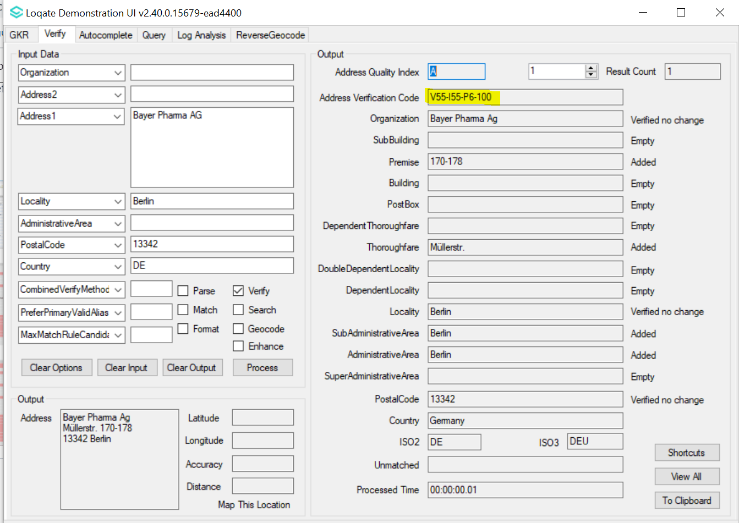 Loqate Demonstration UI v2.40.0.15679-ead4400
GKR Verify Autocomplete Query Log Analysis ReverseGeocode
Input Data
Organization
Address2
Address1 Bayer Pharma AG
Locality Berlin
AdministrativeArea
PostalCode 13342
Country DE
CombinedVerifyMethoc Parse Verify
PreferPrimaryValidAlias Match Search
MaxMatchRuleCandida Format Geocode
Enhance
Clear Options Clear Input Clear Output Process
Output
Address Bayer Pharma Ag
Müllerstr. 170-178
13342 Berlin
Latitude
Longitude
Accuracy
Distance
Map This Location
Output
Address Quality Index A 1 Result Count 1
Address Verification Code V55-I55-P6-100
Organization Bayer Pharma Ag Verified no change
SubBuilding Empty
Premise 170-178 Added
Building Empty
PostBox Empty
DependentThoroughfare Empty
Thoroughfare Müllerstr. Added
DoubleDependentLocality Empty
DependentLocality Empty
Locality Berlin Verified no change
SubAdministrativeArea Berlin Added
AdministrativeArea Berlin Added
SuperAdministrativeArea Empty
PostalCode 13342 Verified no change
Country Germany
ISO2 DE ISO3 DEU
Unmatched
Processed Time 00:00:00.01
Shortcuts
View All
To Clipboard